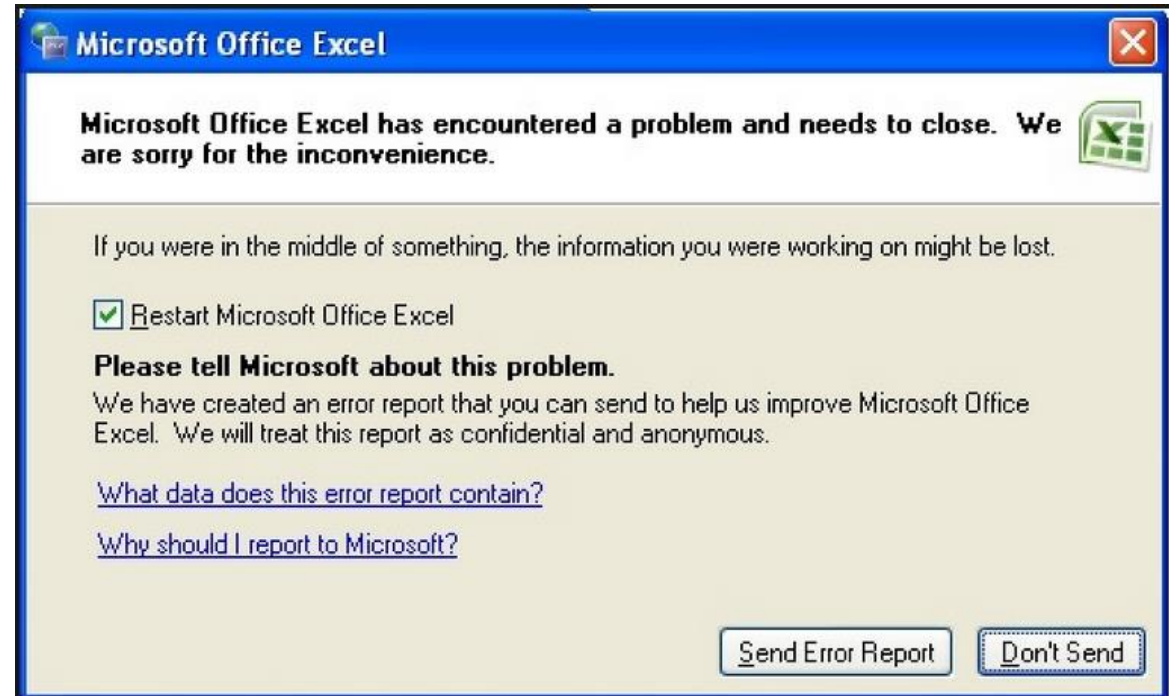 Microsoft Office Excel
Microsoft Office Excel has encountered a problem and needs to close.  We
are sorry for the inconvenience.
If you were in the middle of something, the information you were working on might be lost.
Restart Microsoft Office Excel
Please tell Microsoft about this problem.
We have created an error report that you can send to help us improve Microsoft Office
Excel.  We will treat this report as confidential and anonymous.
What data does this error report contain?
Why should I report to Microsoft?
Send Error Report
Don't Send